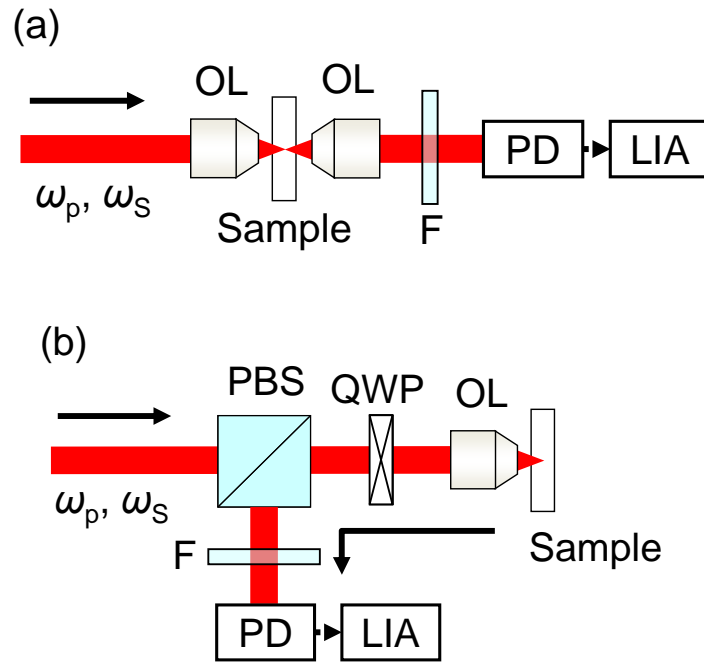 (a)
OL OL
PD LIA
ωp, ωS
Sample
F
(b)
PBS QWP OL
ωp, ωS
F
Sample
PD LIA